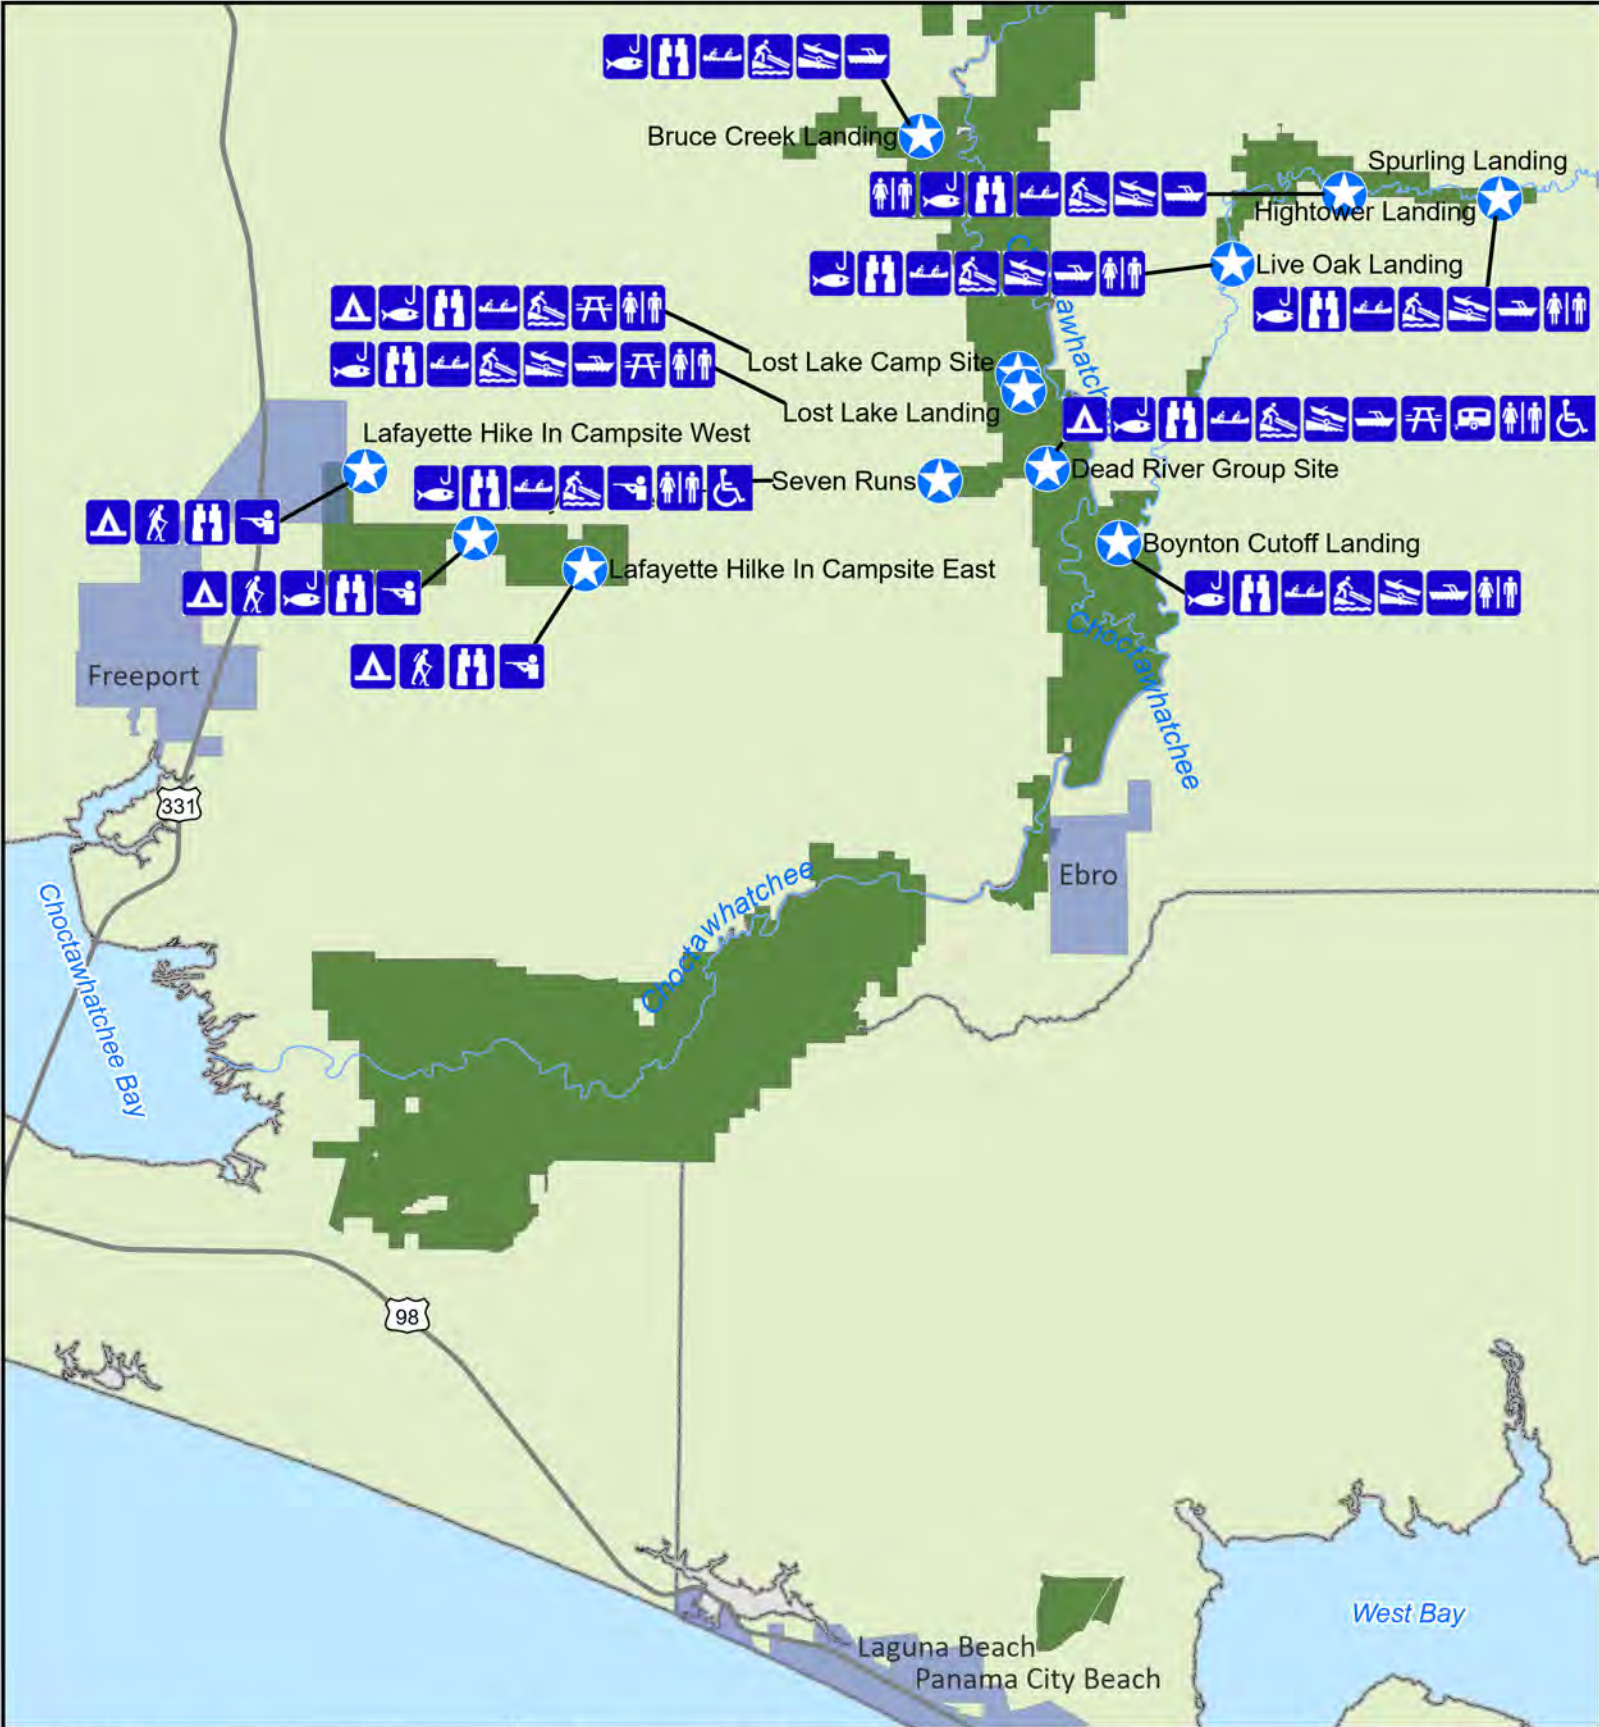 Bruce Creek Landing
Spurling Landing
Hightower Landing
Live Oak Landing
Lost Lake Camp Site
awhatch
Lost Lake Landing
Lafayette Hike In Campsite West
Dead River Group Site
Seven Runs
Boynton Cutoff Landing
Lafayette Hilke In Campsite East
Choctawhatchee
Freeport
331
Ebro
Choctawhatchee
Choctawhatchee Bay
98
West Bay
Laguna Beach
Panama City Beach